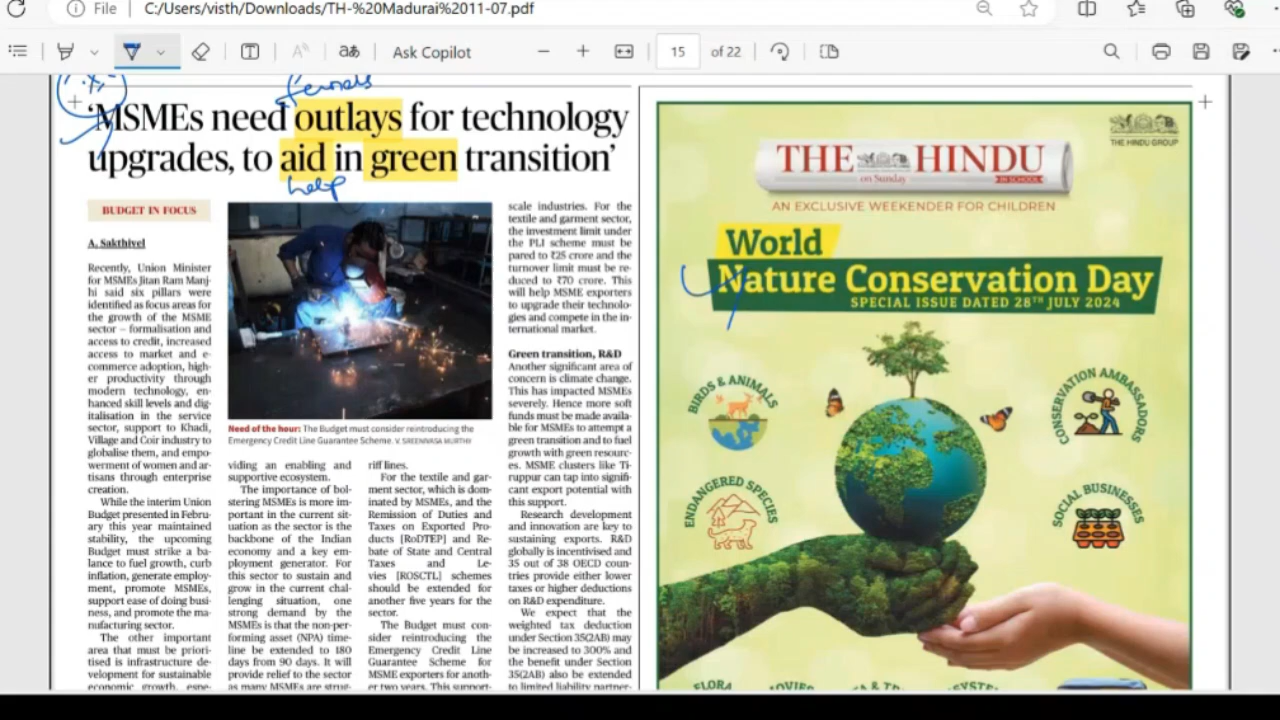 File
C:/Users/visth/Downloads/TH-%20Madurai%2011-07.pdf
Ask Copilot
15
of 22
help
'MSMEs need outlays for technology
upgrades, to aid in green transition'
BUDGET IN FOCUS
A. Sakthivel
Recently, Union Minister
for MSMEs Jitan Ram Manj-
hi said six pillars were
identified as focus areas for
the growth of the MSME
sector – formalisation and
access to credit, increased
access to market and e-
commerce adoption, high-
er productivity through
modern technology, en-
hanced skill levels and dig-
italisation in the service
sector, support to Khadi,
Village and Coir industry to
globalise them, and empo-
werment of women and ar-
tisans through enterprise
creation.
While the interim Union
Budget presented in Febru-
ary this year maintained
stability, the upcoming
Budget must strike a ba-
lance to fuel growth, curb
inflation, generate employ-
ment, promote MSMEs,
support ease of doing busi-
ness, and promote the ma-
nufacturing sector.
The other important
area that must be priori-
tised is infrastructure de-
velopment for sustainable
economic growth, espe-
Need of the hour: The Budget must consider reintroducing the
Emergency Credit Line Guarantee Scheme. V. SREENIVASA MURTHY
viding an enabling and
supportive ecosystem.
The importance of bol-
stering MSMEs is more im-
portant in the current sit-
uation as the sector is the
backbone of the Indian
economy and a key em-
ployment generator. For
this sector to sustain and
grow in the current chal-
lenging situation, one
strong demand by the
MSMEs is that the non-per-
forming asset (NPA) time-
line be extended to 180
days from 90 days. It will
provide relief to the sector
as many MSMEs are strug-
riff lines.
For the textile and gar-
ment sector, which is dom-
inated by MSMEs, and the
Remission of Duties and
Taxes on Exported Pro-
ducts [RoDTEP] and Re-
bate of State and Central
Taxes and Le-
vies [ROSCTL] schemes
should be extended for
another five years for the
sector.
The Budget must con-
sider reintroducing the
Emergency Credit Line
Guarantee Scheme for
MSME exporters for anoth-
er two years. This support-
scale industries. For the
textile and garment sector,
the investment limit under
the PLI scheme must be
pared to ₹25 crore and the
turnover limit must be re-
duced to ₹70 crore. This
will help MSME exporters
to upgrade their technolo-
gies and compete in the in-
ternational market.
Green transition, R&D
Another significant area of
concern is climate change.
This has impacted MSMEs
severely. Hence more soft
funds must be made availa-
ble for MSMEs to attempt a
green transition and to fuel
growth with green resourc-
es. MSME clusters like Ti-
ruppur can tap into signifi-
cant export potential with
this support.
Research development
and innovation are key to
sustaining exports. R&D
globally is incentivised and
35 out of 38 OECD coun-
tries provide either lower
taxes or higher deductions
on R&D expenditure.
We expect that the
weighted tax deduction
under Section 35(2AB) may
be increased to 300% and
the benefit under Section
35(2AB) also be extended
to limited liability partner-
THE HINDU GROUP
THE HINDU
on Sunday
IN SCHOOL
AN EXCLUSIVE WEEKENDER FOR CHILDREN
World
Nature Conservation Day
SPECIAL ISSUE DATED 28TH JULY 2024
BIRDS & ANIMALS
CONSERVATION AMBASSADORS
ENDANGERED SPECIES
SOCIAL BUSINESSES